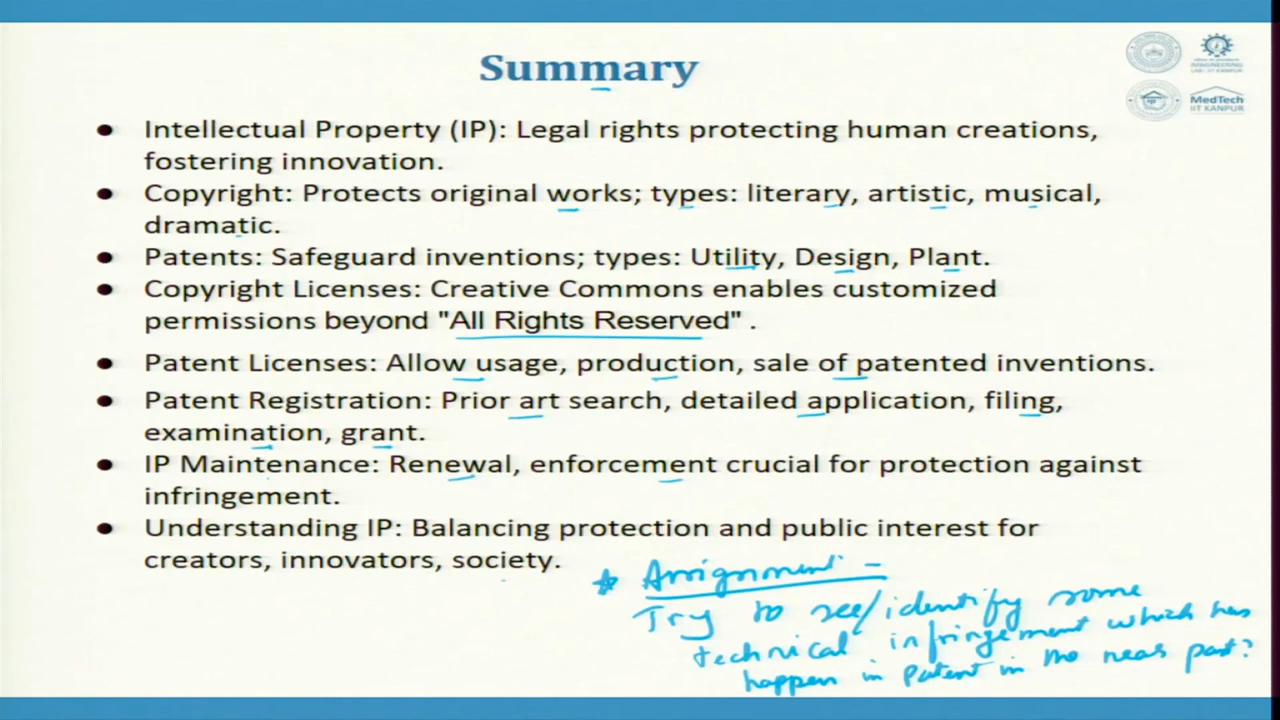 Summary
MedTech
IIT KANPUR
● Intellectual Property (IP): Legal rights protecting human creations,
fostering innovation.
● Copyright: Protects original works; types: literary, artistic, musical,
dramatic.
● Patents: Safeguard inventions; types: Utility, Design, Plant.
● Copyright Licenses: Creative Commons enables customized
permissions beyond "All Rights Reserved" .
● Patent Licenses: Allow usage, production, sale of patented inventions.
● Patent Registration: Prior art search, detailed application, filing,
examination, grant.
● IP Maintenance: Renewal, enforcement crucial for protection against
infringement.
● Understanding IP: Balancing protection and public interest for
creators, innovators, society.
Assignment -
Try to see/identify some
technical infringement which has
happen in Patent in the near past?